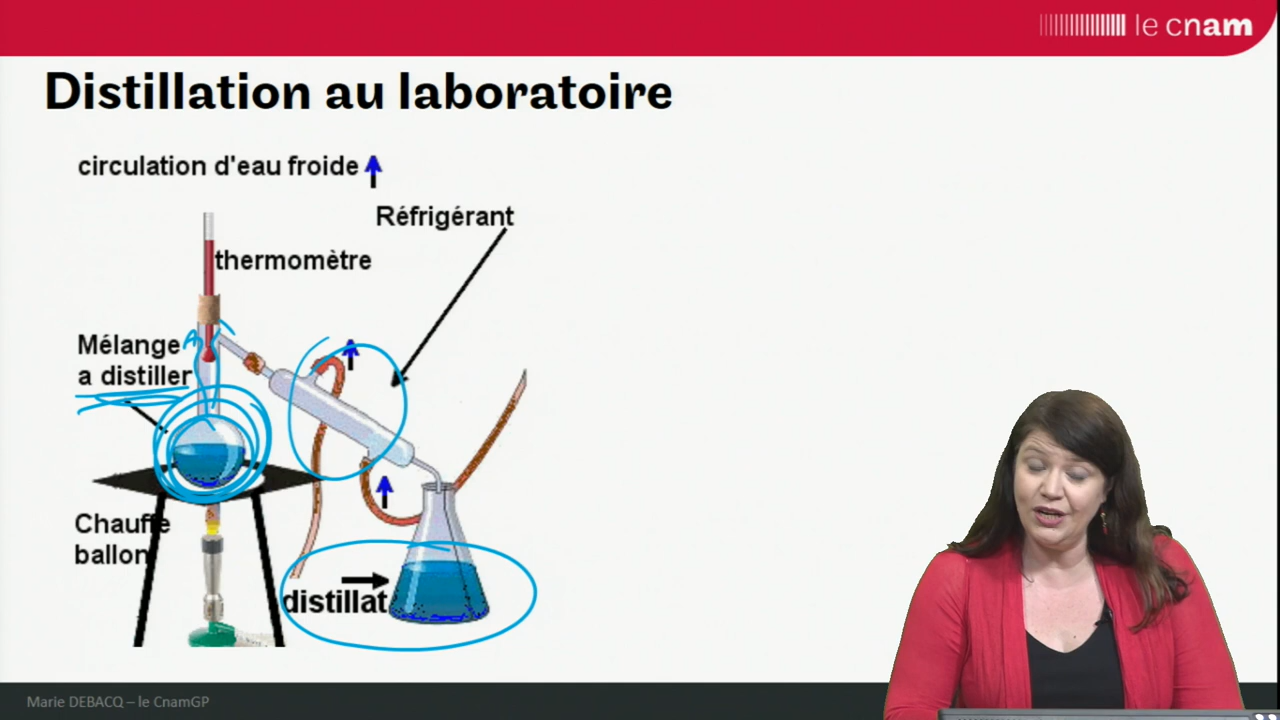 le cnam
Distillation au laboratoire
circulation d'eau froide
Réfrigérant
thermomètre
Mélange
a distiller
Chauffe
ballon
distillat
Marie DEBACQ – le CnamGP